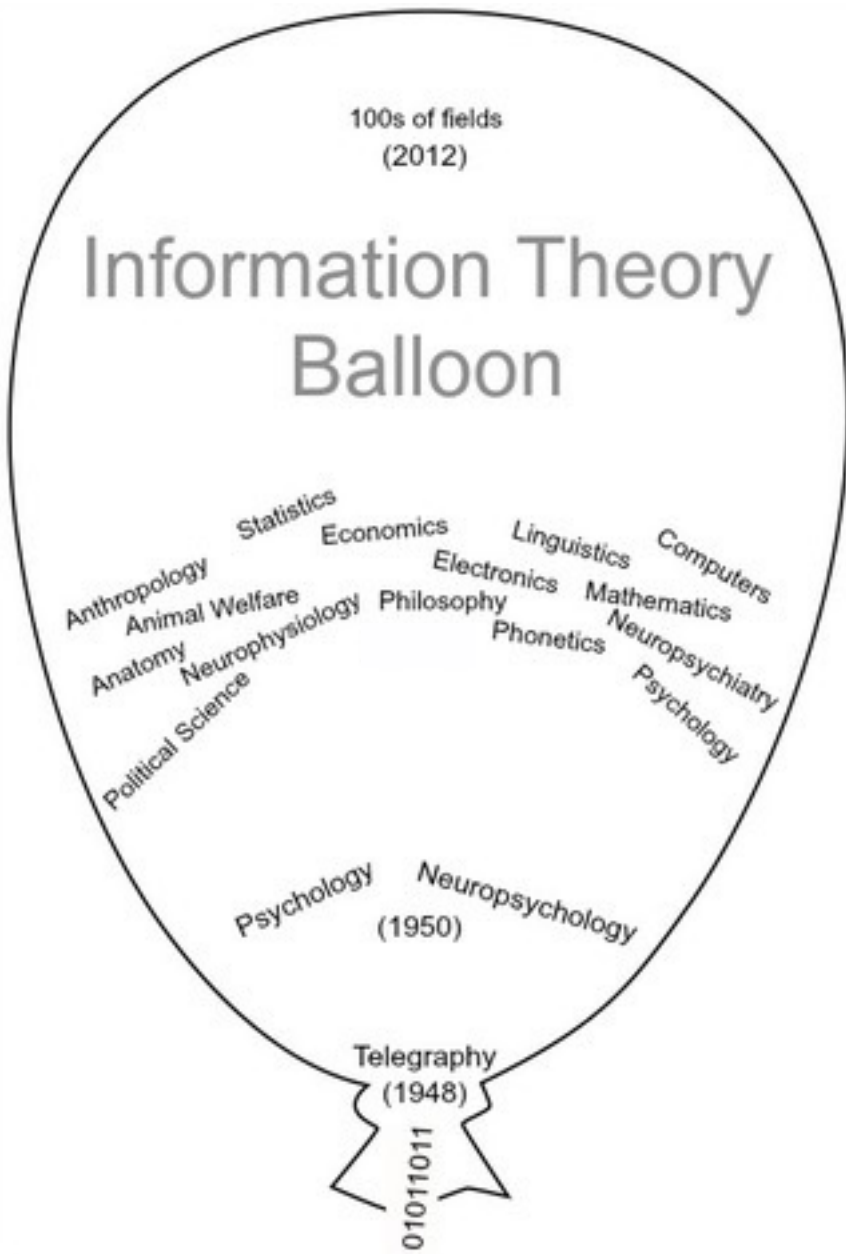 100s of fields
(2012)
Information Theory
Balloon
Statistics
Economics
Linguistics
Computers
Anthropology
Animal Welfare
Electronics
Mathematics
Anatomy
Neurophysiology
Philosophy
Phonetics
Neuropsychiatry
Political Science
Psychology
Psychology
Neuropsychology
(1950)
Telegraphy
(1948)
01011011